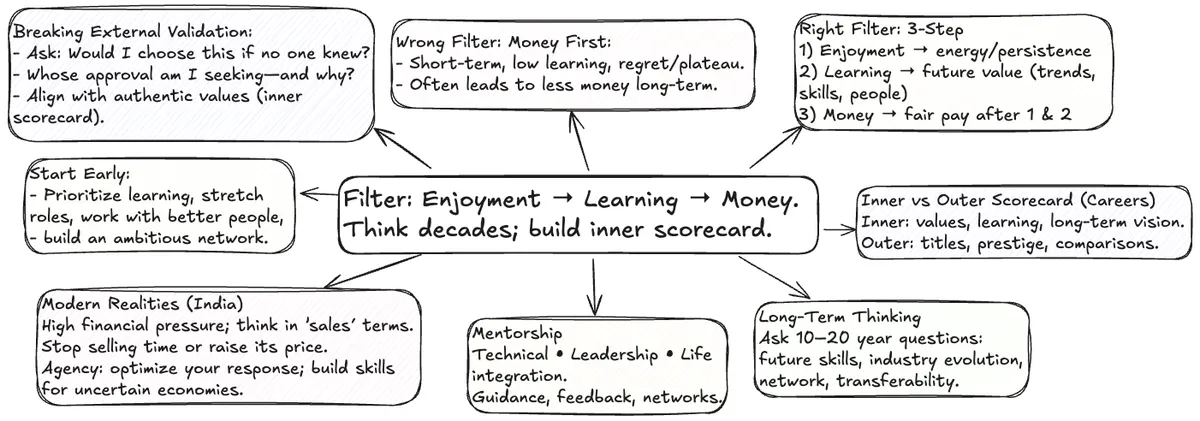 Breaking External Validation:
- Ask: Would I choose this if no one knew?
- Whose approval am I seeking—and why?
- Align with authentic values (inner
scorecard).
Wrong Filter: Money First:
- Short-term, low learning, regret/plateau.
- Often leads to less money long-term.
Right Filter: 3-Step
1) Enjoyment → energy/persistence
2) Learning → future value (trends,
skills, people)
3) Money → fair pay after 1 & 2
Start Early:
- Prioritize learning, stretch
roles, work with better people,
- build an ambitious network.
Filter: Enjoyment → Learning → Money.
Think decades; build inner scorecard.
Inner vs Outer Scorecard (Careers)
Inner: values, learning, long-term vision.
Outer: titles, prestige, comparisons.
Modern Realities (India)
High financial pressure; think in ‘sales’ terms.
Stop selling time or raise its price.
Agency: optimize your response; build skills
for uncertain economies.
Mentorship
Technical • Leadership • Life
integration.
Guidance, feedback, networks.
Long-Term Thinking
Ask 10–20 year questions:
future skills, industry evolution,
network, transferability.